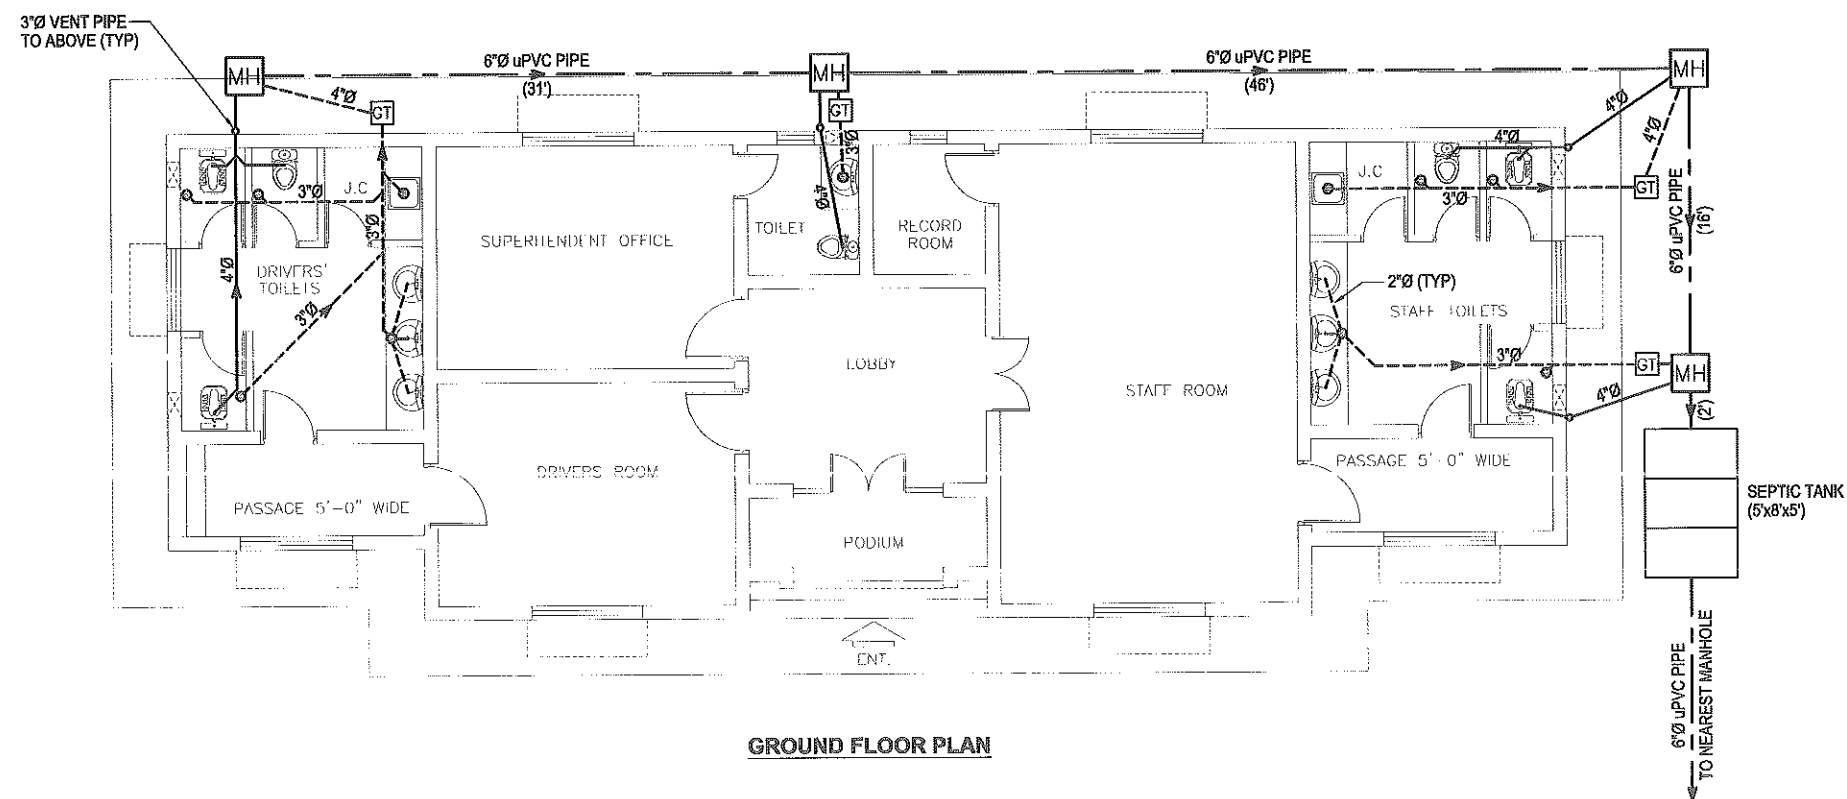 3"Ø VENT PIPE
TO ABOVE (TYP)
MH
6"Ø uPVC PIPE
(31')
MH
6"Ø uPVC PIPE
(46')
MH
4"Ø
GT
GT
3"Ø
4"Ø
4"Ø
4"Ø
GT
J.C
3"Ø
3"Ø
4"Ø
TOILET
RECORD
ROOM
SUPERITENDENT OFFICE
J.C
3"Ø
6"Ø uPVC PIPE
(16')
DRIVERS'
TOILETS
4"Ø
3"Ø
2"Ø (TYP)
STAFF TOILETS
LOBBY
STAFF ROOM
3"Ø
GT
MH
4"Ø
(2')
DRIVERS ROOM
PASSAGE 5'-0" WIDE
PASSAGE 5'-0" WIDE
PODIUM
SEPTIC TANK
(5'x8'x5')
ENT.
6"Ø uPVC PIPE
TO NEAREST MANHOLE
GROUND FLOOR PLAN